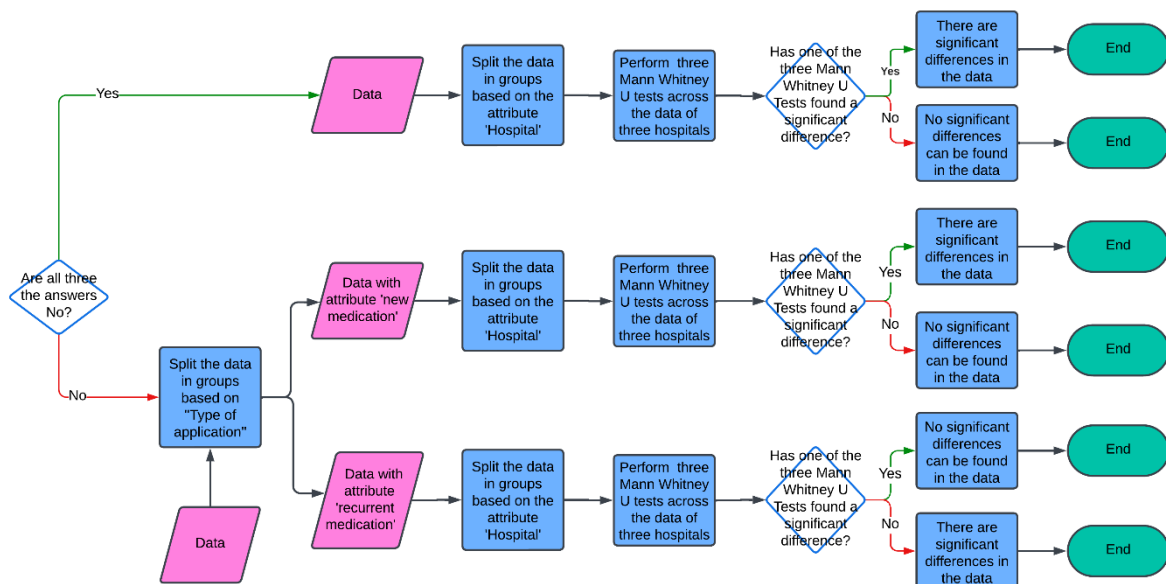 Yes
Data
Split the data
in groups
based on the
attribute
'Hospital'
Perform  three
Mann Whitney
U tests across
the data of
three hospitals
Has one of the
three Mann
Whitney U
Tests found a
significant
difference?
Yes
There are
significant
differences in
the data
End
No
No significant
differences
can be found
in the data
End
Are all three
the answers
No?
No
Split the data
in groups
based on
"Type of
application"
Data
Data with
attribute 'new
medication'
Split the data
in groups
based on the
attribute
'Hospital'
Perform  three
Mann Whitney
U tests across
the data of
three hospitals
Has one of the
three Mann
Whitney U
Tests found a
significant
difference?
Yes
There are
significant
differences in
the data
End
No
No significant
differences
can be found
in the data
End
Data with
attribute
'recurrent
medication'
Split the data
in groups
based on the
attribute
'Hospital'
Perform  three
Mann Whitney
U tests across
the data of
three hospitals
Has one of the
three Mann
Whitney U
Tests found a
significant
difference?
Yes
No significant
differences
can be found
in the data
End
No
There are
significant
differences in
the data
End